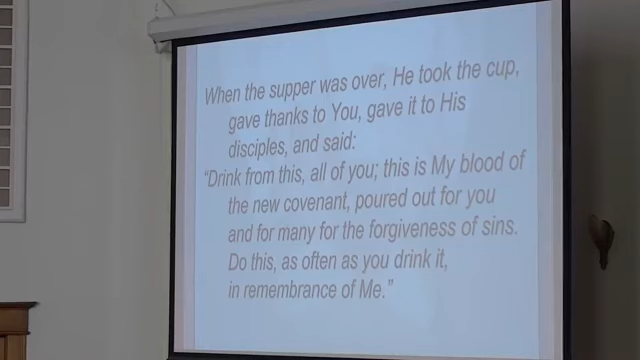 When the supper was over, He took the cup,
gave thanks to You, gave it to His
disciples, and said:
“Drink from this, all of you; this is My blood of
the new covenant, poured out for you
and for many for the forgiveness of sins.
Do this, as often as you drink it,
in remembrance of Me.”